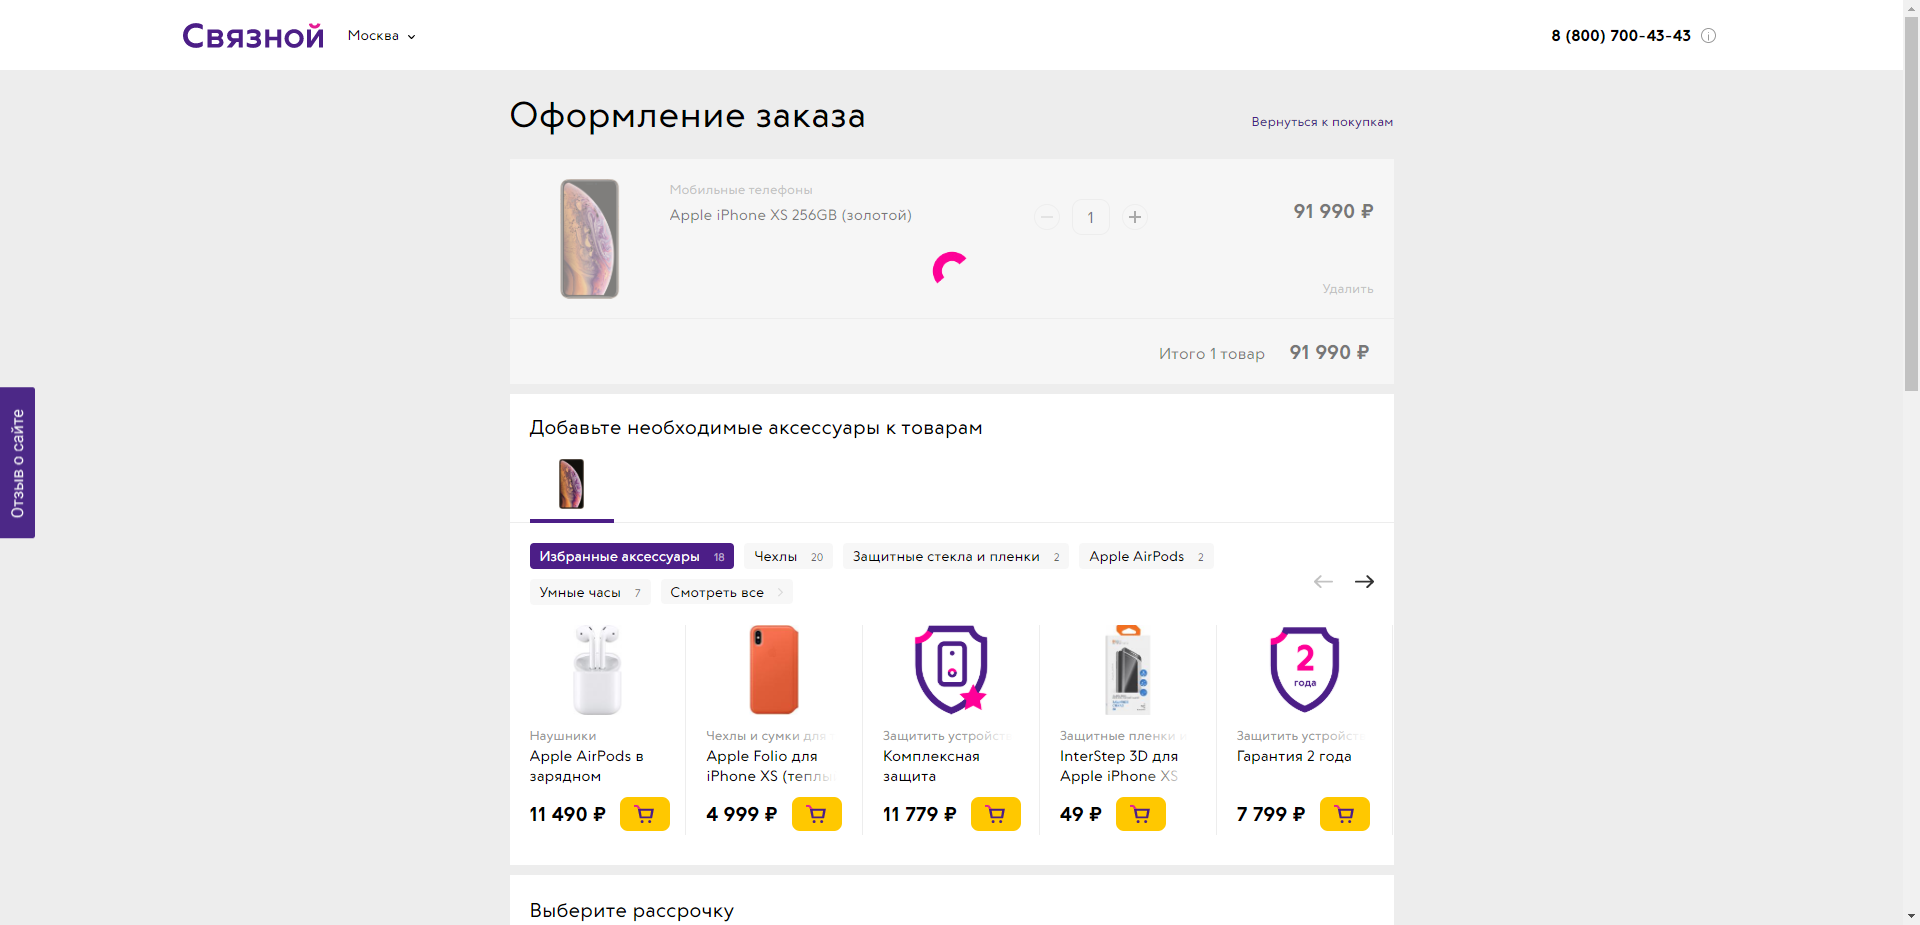 Связной
Москва
8 (800) 700-43-43
Оформление заказа
Вернуться к покупкам
Мобильные телефоны
Apple iPhone XS 256GB (золотой)
1
91 990 ₽
Удалить
Итого 1 товар 91 990 ₽
Отзыв о сайте
Добавьте необходимые аксессуары к товарам
Избранные аксессуары 18
Чехлы 20
Защитные стекла и пленки 2
Apple AirPods 2
Умные часы 7
Смотреть все
2
года
Наушники
Apple AirPods в
зарядном
11 490 ₽
Чехлы и сумки для
Apple Folio для
iPhone XS (теплы
4 999 ₽
Защитить устройст
Комплексная
защита
11 779 ₽
Защитные пленки и
InterStep 3D для
Apple iPhone XS
49 ₽
Защитить устройст
Гарантия 2 года
7 799 ₽
Выберите рассрочку